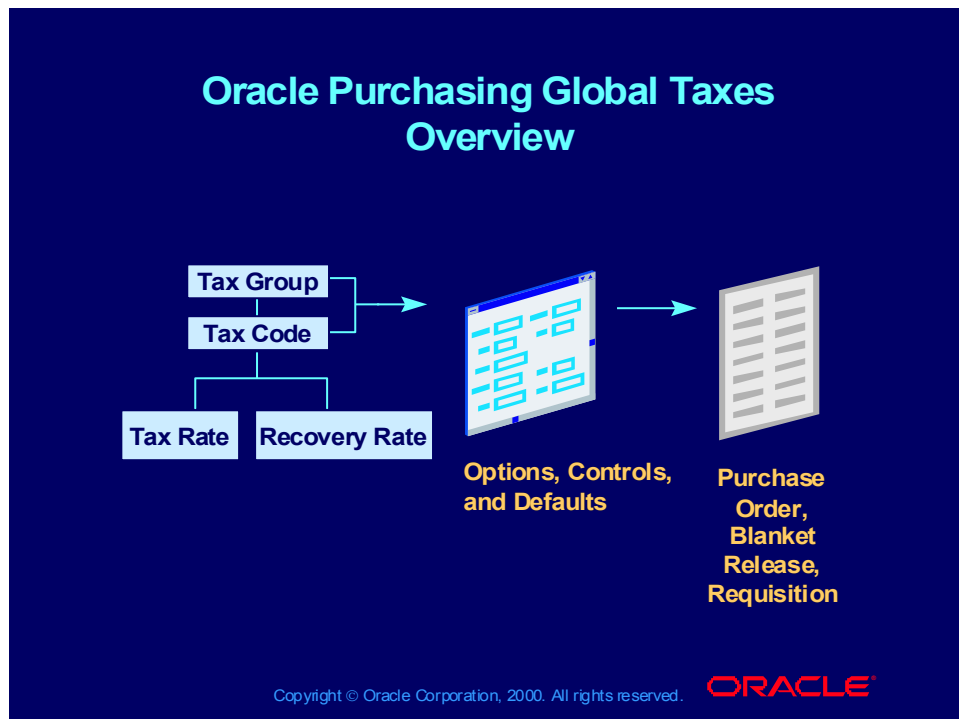 Oracle Purchasing Global Taxes
Overview
Tax Group
Tax Code
Tax Rate
Recovery Rate
Options, Controls,
and Defaults
Purchase
Order,
Blanket
Release,
Requisition
Copyright © Oracle Corporation, 2000. All rights reserved.
ORACLE®